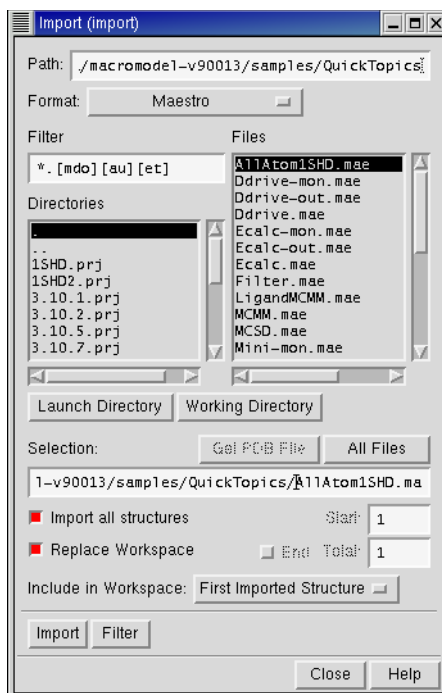 Import (import)
Path: ./macromodel-v90013/samples/QuickTopics
Format: Maestro
Filter
*.[mdo][au][et]
Directories
.
..
1SHD.prj
1SHD2.prj
3.10.1.prj
3.10.2.prj
3.10.5.prj
3.10.7.prj
Files
AllAtom1SHD.mae
Ddrive-mon.mae
Ddrive-out.mae
Ddrive.mae
Ecalc-mon.mae
Ecalc-out.mae
Ecalc.mae
Filter.mae
LigandMCMM.mae
MCMM.mae
MCSD.mae
Mini-mon.mae
Launch Directory Working Directory
Selection: Get PDB File All Files
l-v90013/samples/QuickTopics/AllAtom1SHD.ma
Import all structures Start: 1
Replace Workspace End Total: 1
Include in Workspace: First Imported Structure
Import Filter
Close Help